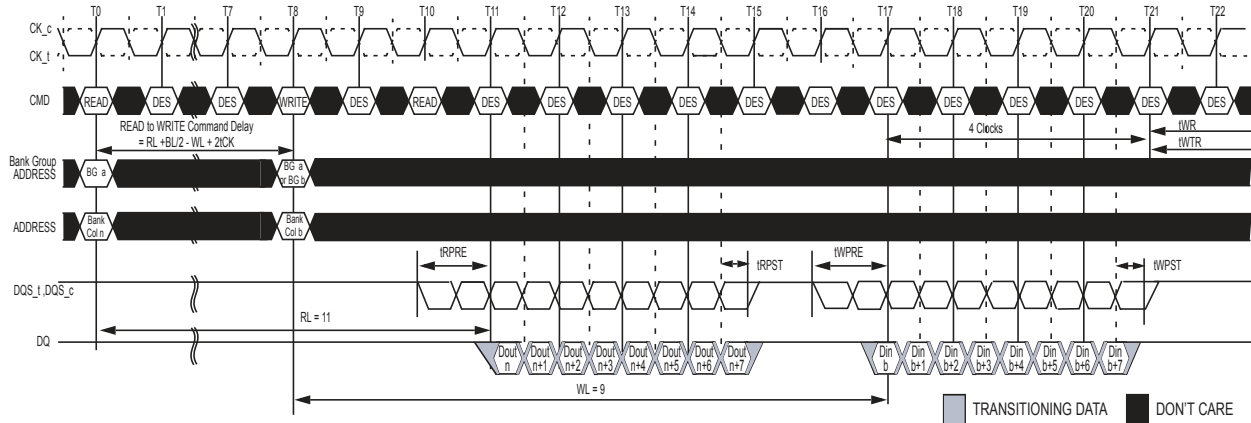 T0 T1 T7 T8 T9 T10 T11 T12 T13 T14 T15 T16 T17 T18 T19 T20 T21 T22
CK_c
CK_t
CMD READ DES DES WRITE DES READ DES DES DES DES DES DES DES DES DES DES DES DES
READ to WRITE Command Delay
= RL +BL/2 - WL + 2tCK
4 Clocks
tWR
tWTR
Bank Group
ADDRESS
BG a
BG a
or BG b
ADDRESS
Bank
Col n
Bank
Col b
tRPRE
tRPST
tWPRE
tWPST
DQS_t ,DQS_c
RL = 11
DQ
Dout Dout Dout Dout Dout Dout Dout Dout
n n+1 n+2 n+3 n+4 n+5 n+6 n+7
Din Din Din Din Din Din Din Din
b b+1 b+2 b+3 b+4 b+5 b+6 b+7
WL = 9
TRANSITIONING DATA
DON'T CARE